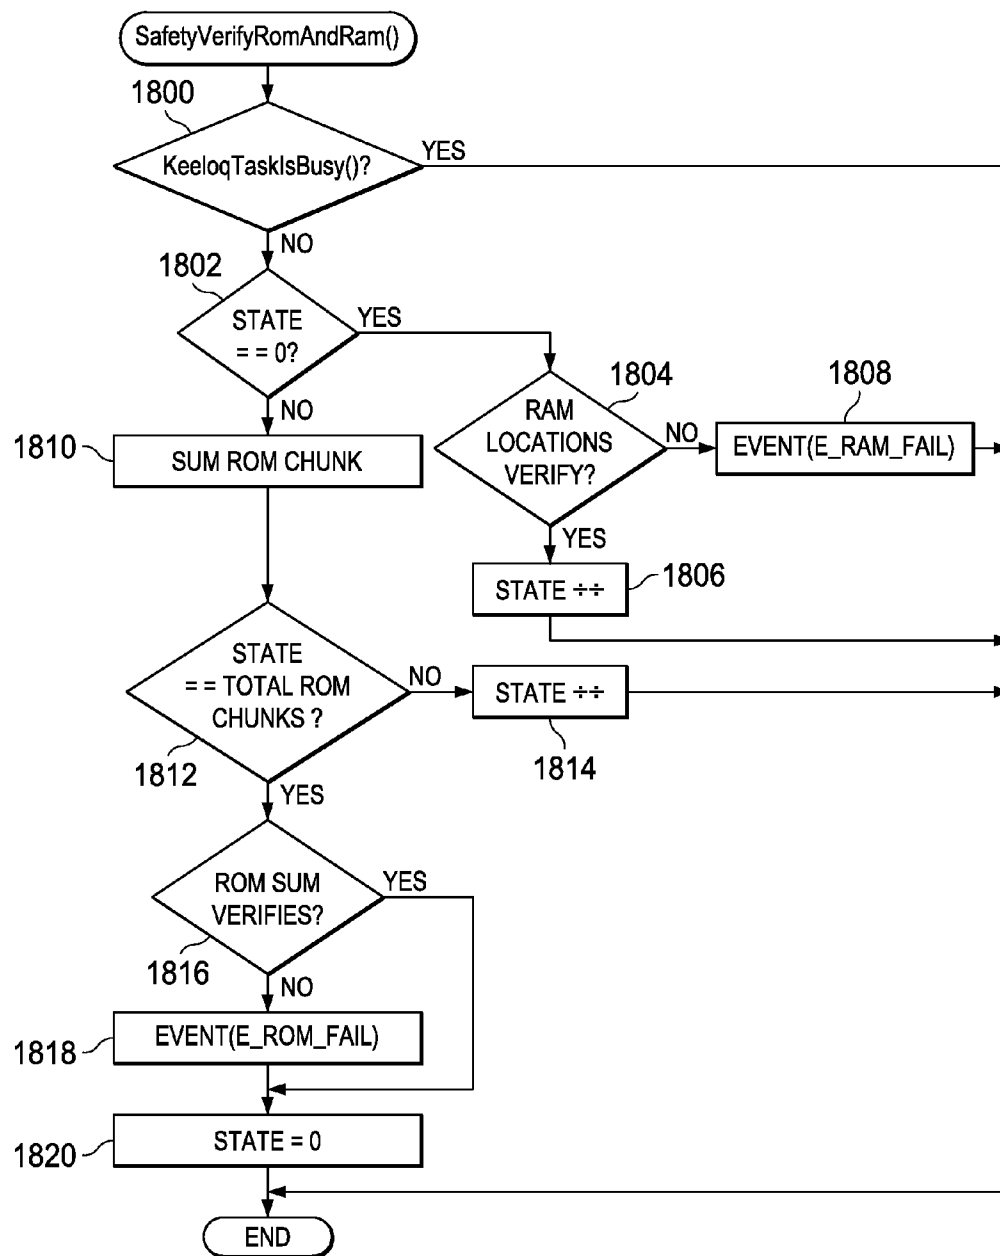 SafetyVerifyRomAndRam()
1800
KeeloqTaskIsBusy()?
YES
NO
1802
STATE
= = 0?
YES
NO
1804
RAM
LOCATIONS
VERIFY?
NO
1808
EVENT(E_RAM_FAIL)
YES
1810
SUM ROM CHUNK
STATE ÷÷
1806
STATE
= = TOTAL ROM
CHUNKS ?
NO
STATE ÷÷
1812
1814
YES
ROM SUM
VERIFIES?
YES
1816
NO
1818
EVENT(E_ROM_FAIL)
1820
STATE = 0
END